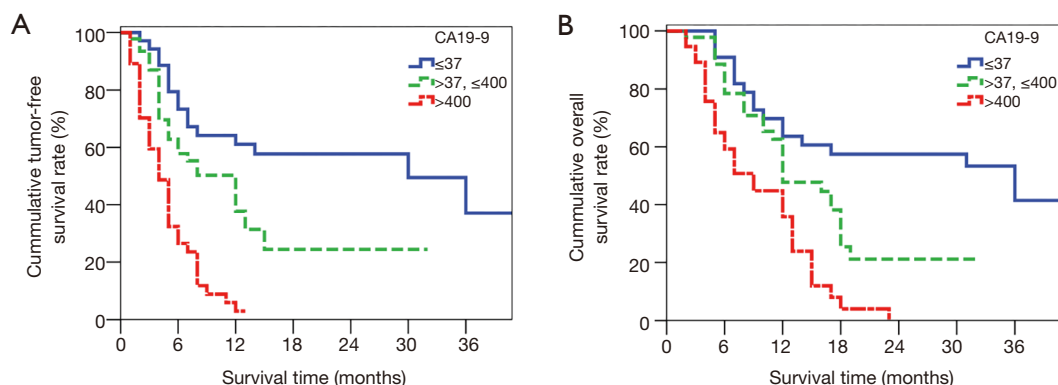 A
Cummulative tumor-free
survival rate (%)
100
80
60
40
20
0
0 6 12 18 24 30 36
Survival time (months)
CA19-9
≤37
>37, ≤400
>400
B
Cumulative overall
survival rate (%)
100
80
60
40
20
0
0 6 12 18 24 30 36
Survival time (months)
CA19-9
≤37
>37, ≤400
>400